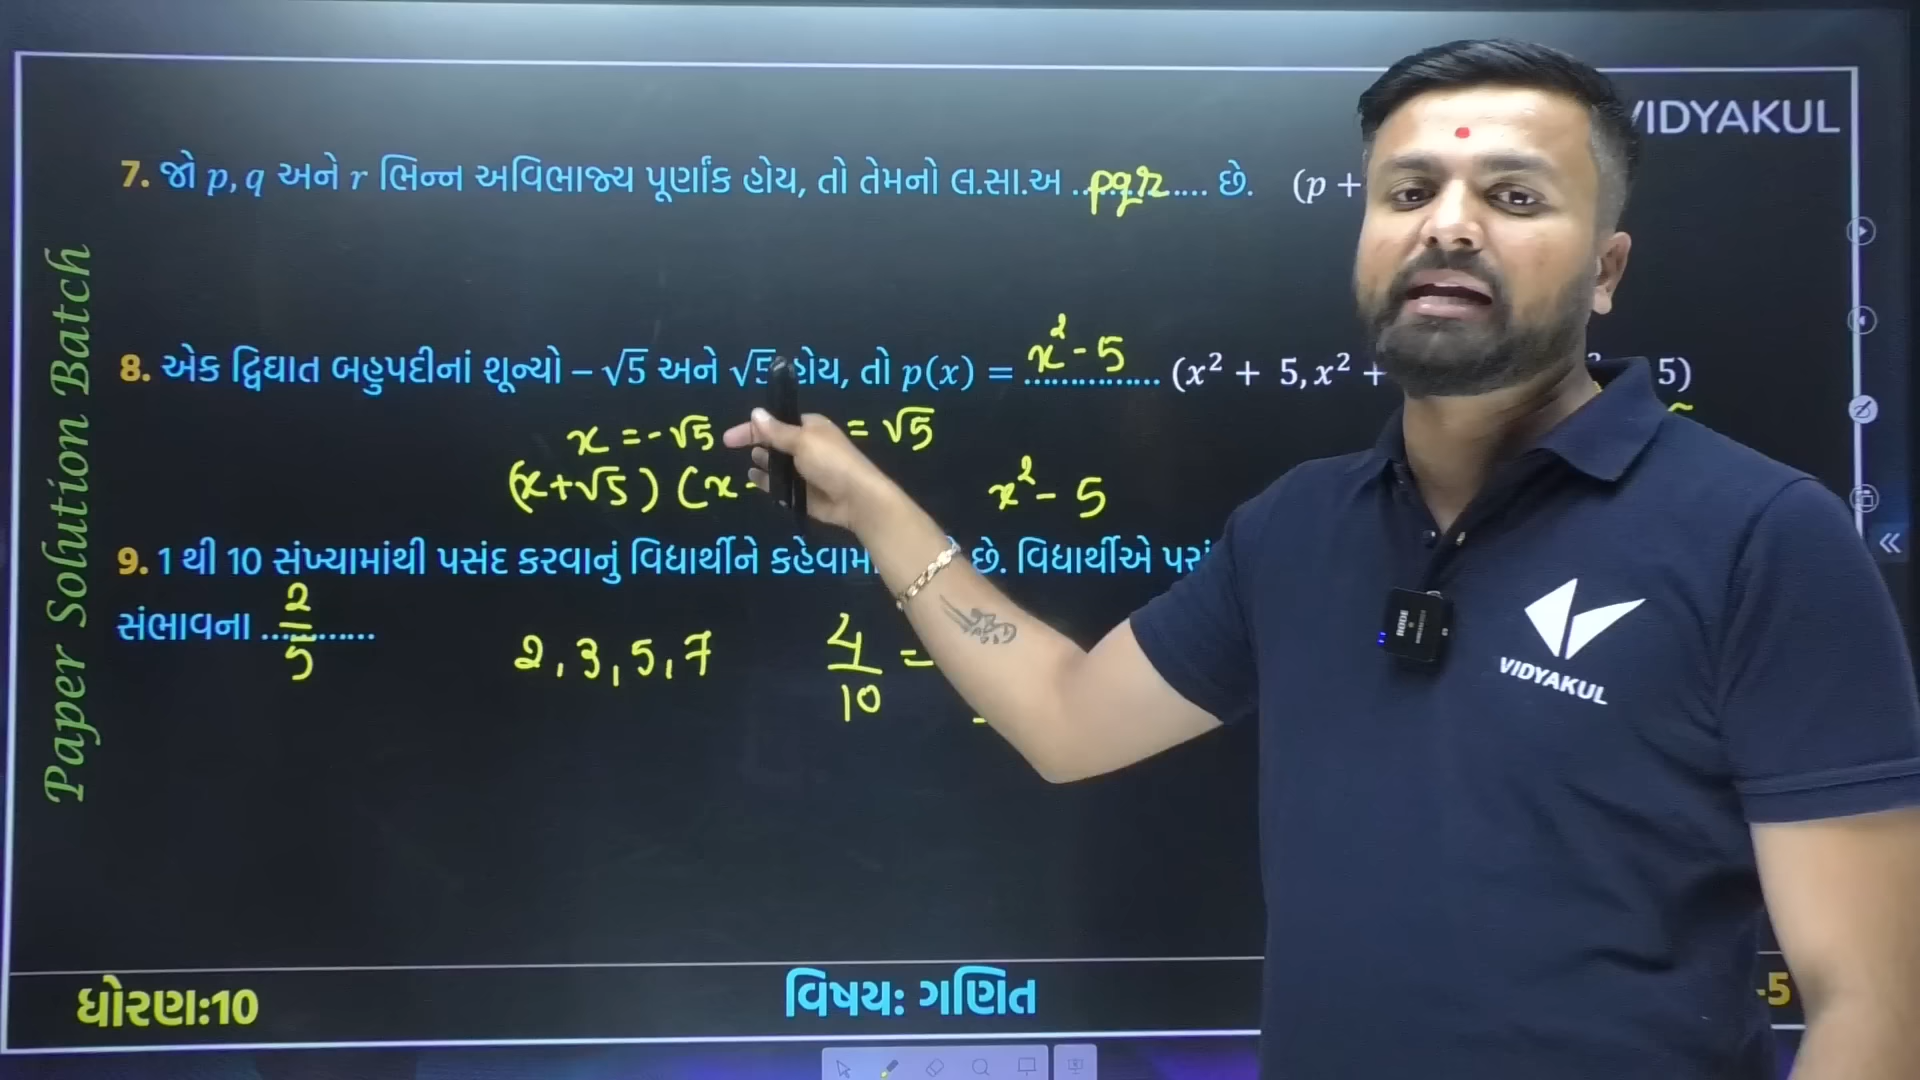 VIDYAKUL
7. જો p, q અને r ભિન્ન અવિભાજ્ય પૂર્ણાંક હોય, તો તેમનો લ.સા.અ .... pqr .... છે. (p +
8. એક દ્વિઘાત બહુપદીનાં શૂન્યો – √5 અને √5 હોય, તો p(x) = x² - 5 ............... (x² + 5, x² + 5)
x = -√5 = √5
(x+√5) (x - x² - 5
9. 1 થી 10 સંખ્યામાંથી પસંદ કરવાનું વિદ્યાર્થીને છે. વિદ્યાર્થીએ
સંભાવના ............ 2/5 2, 3, 5, 7 4/10 =
Paper Solution Batch
VIDYAKUL
RODE
ધોરણ:10
વિષય: ગણિત
-5